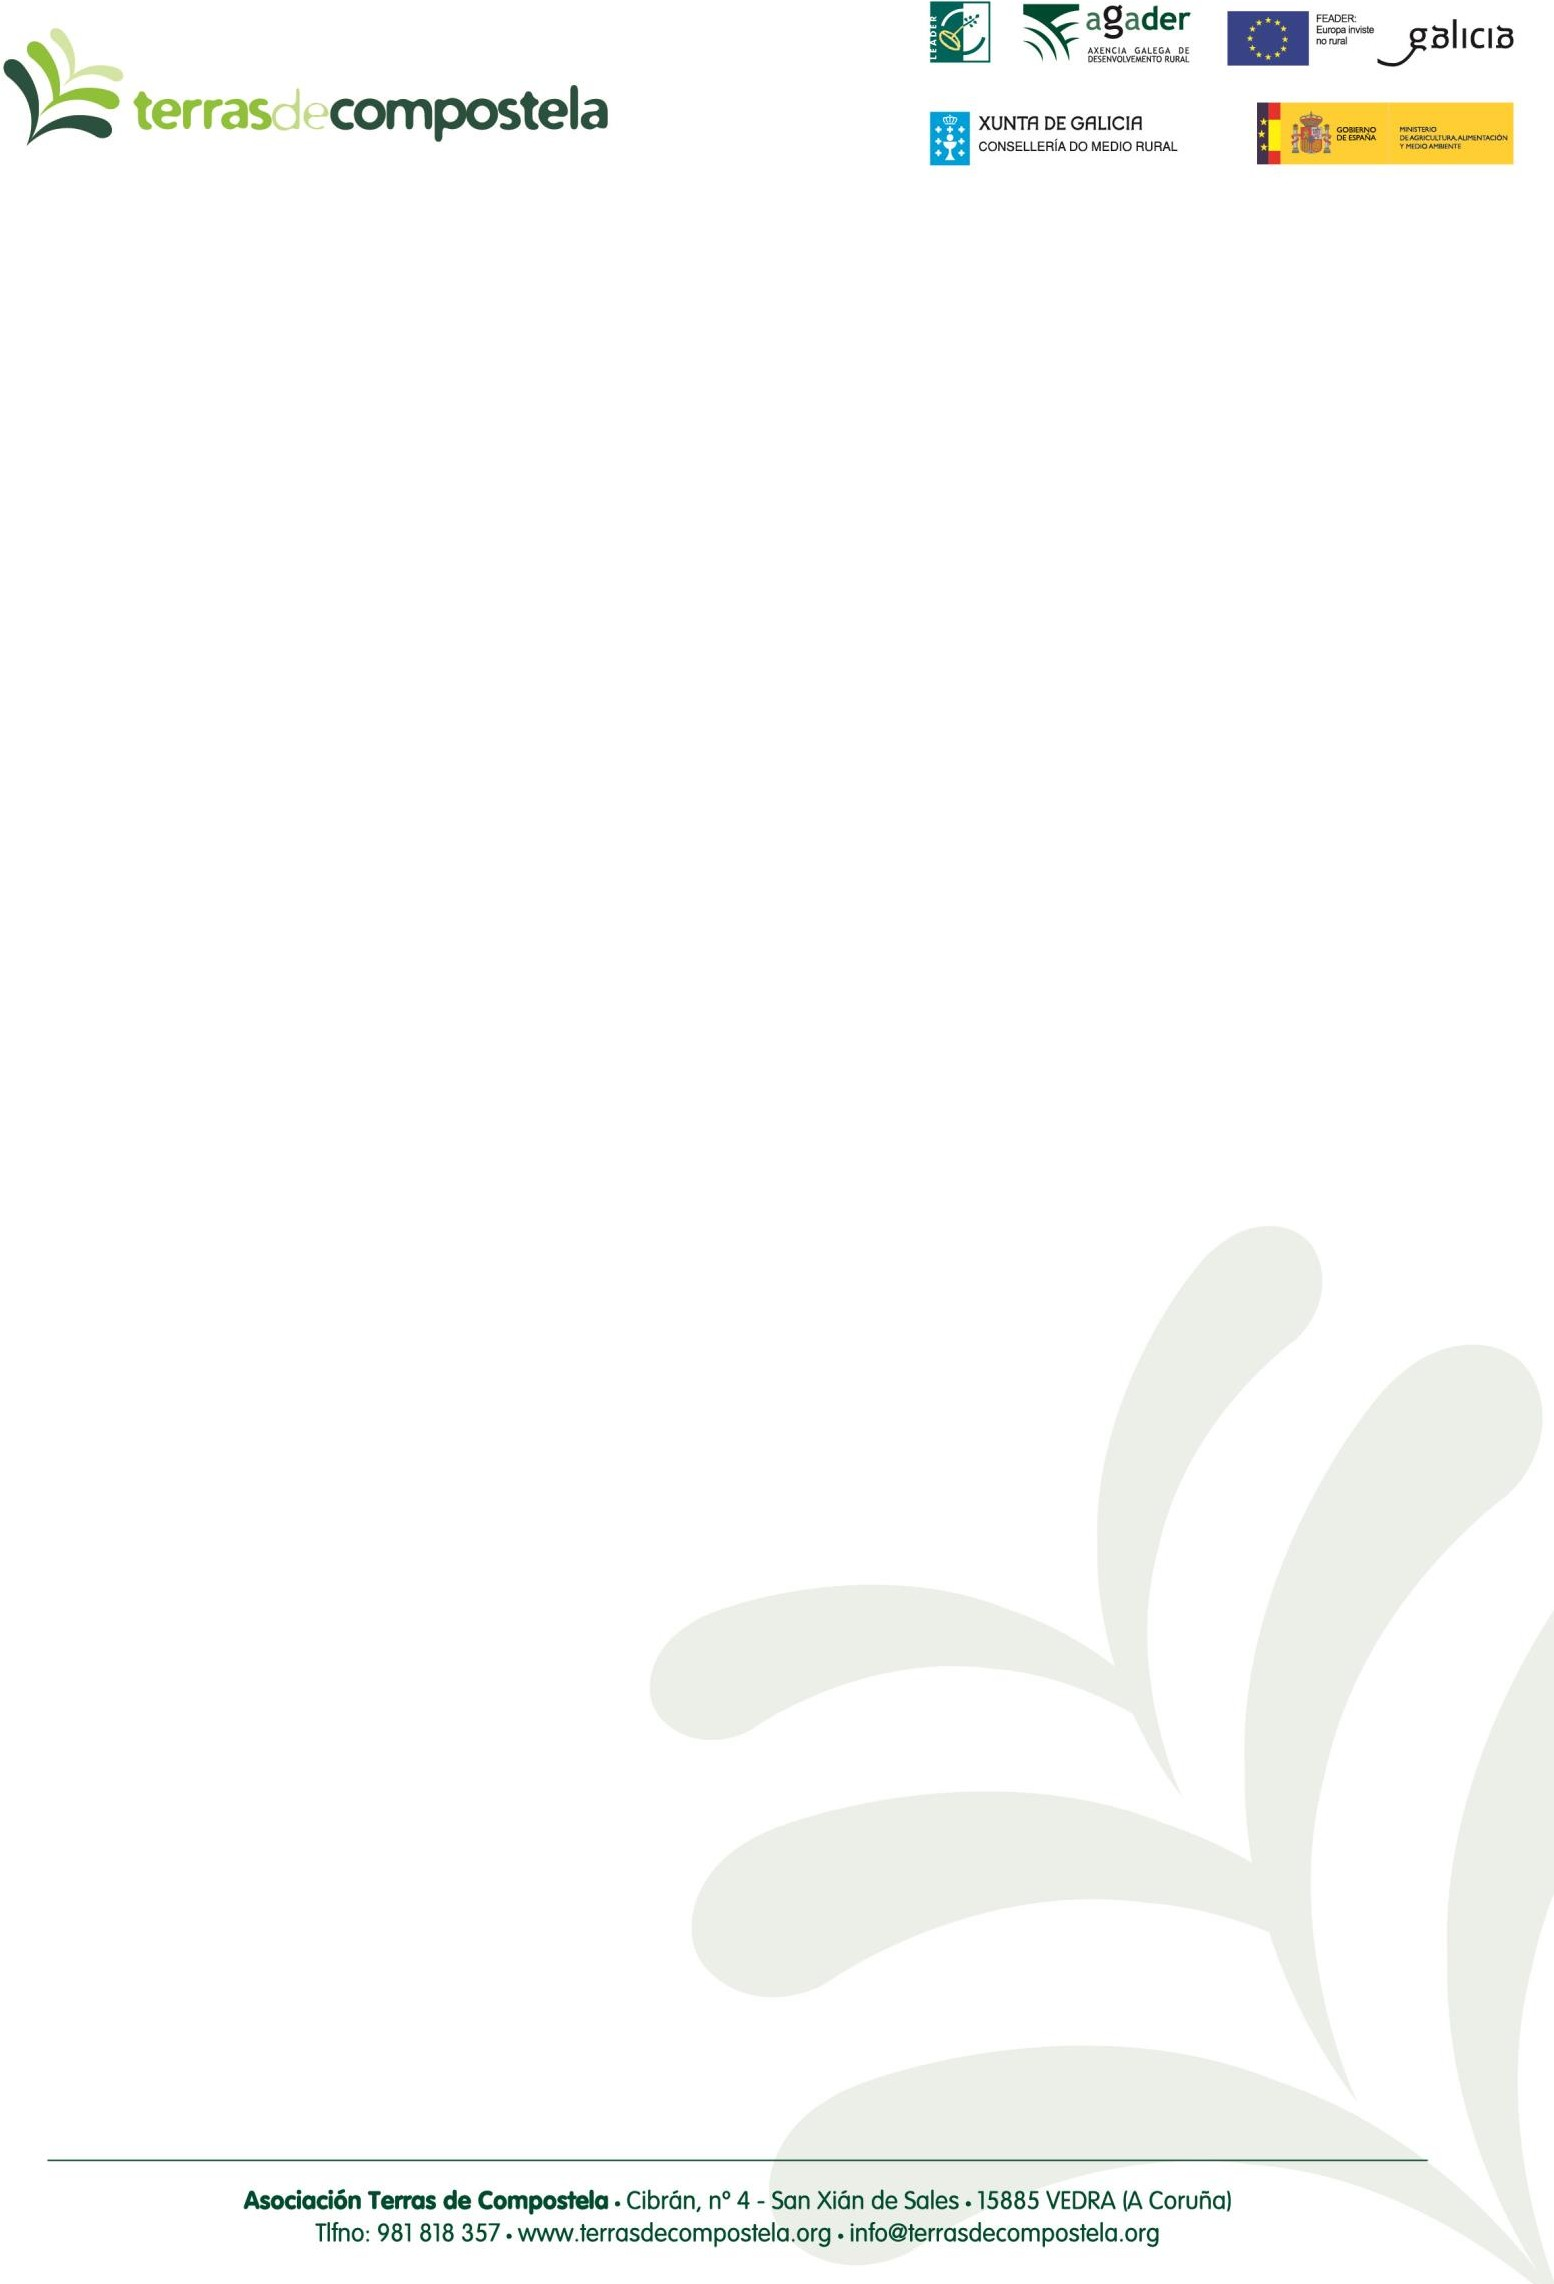 terrasdecompostela
LEADER
agader
AXENCIA GALEGA DE
DESENVOLVEMENTO RURAL
FEADER:
Europa inviste
no rural
galicia
XUNTA DE GALICIA
CONSELLERÍA DO MEDIO RURAL
GOBIERNO
DE ESPAÑA
MINISTERIO
DE AGRICULTURA, ALIMENTACIÓN
Y MEDIO AMBIENTE
Asociación Terras de Compostela • Cibrán, nº 4 - San Xián de Sales • 15885 VEDRA (A Coruña)
Tlfno: 981 818 357 • www.terrasdecompostela.org • info@terrasdecompostela.org